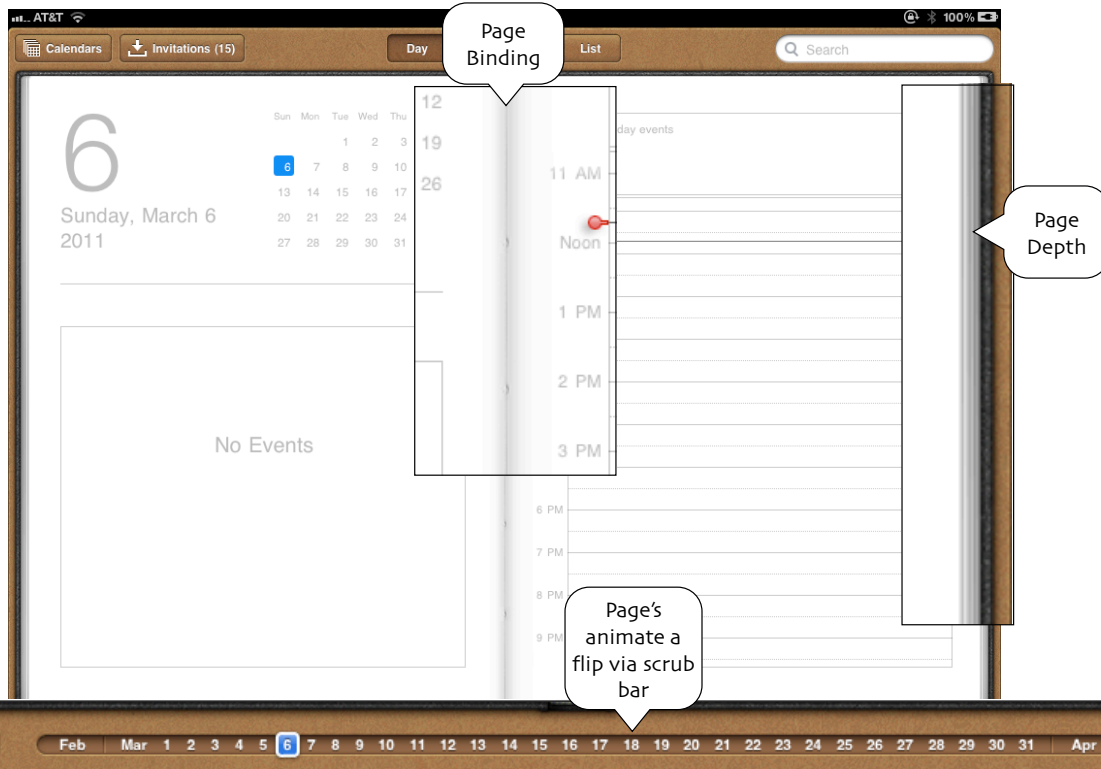 AT&T
100%
Calendars
Invitations (15)
Day
List
Search
Page
Binding
6
Sunday, March 6
2011
Sun Mon Tue Wed Thu
1 2 3
6 7 8 9 10
13 14 15 16 17
20 21 22 23 24
27 28 29 30 31
12
19
26
day events
11 AM
Noon
1 PM
2 PM
3 PM
Page
Depth
No Events
6 PM
7 PM
8 PM
9 PM
Page's
animate a
flip via scrub
bar
Feb Mar 1 2 3 4 5 6 7 8 9 10 11 12 13 14 15 16 17 18 19 20 21 22 23 24 25 26 27 28 29 30 31 Apr